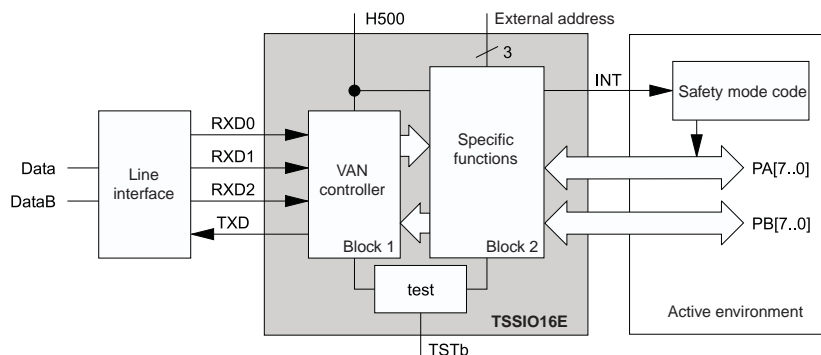 H500
External address
3
INT
Safety mode code
RXD0
RXD1
RXD2
TXD
Data
DataB
Line
interface
VAN
controller
Block 1
Specific
functions
Block 2
PA[7..0]
PB[7..0]
test
TSSIO16E
Active environment
TSTb